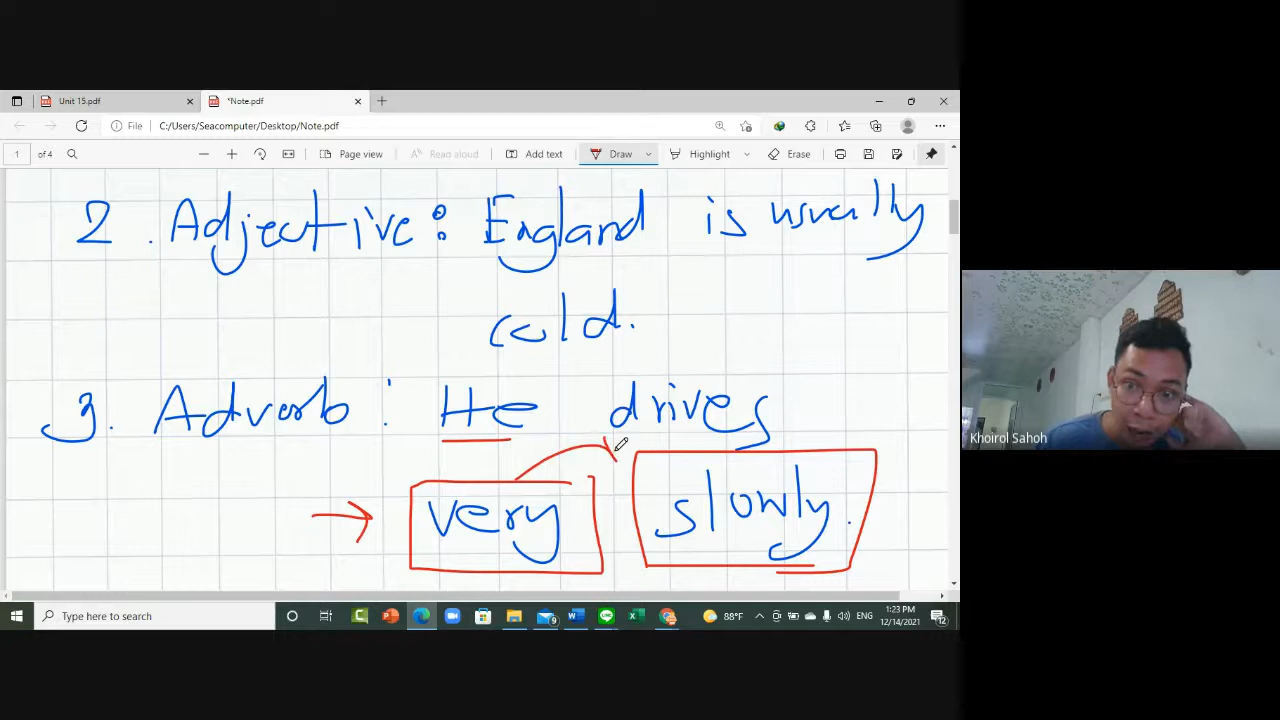 Unit 15.pdf
*Note.pdf
File
C:/Users/Seacomputer/Desktop/Note.pdf
1 of 4
Page view
Read aloud
Add text
Draw
Highlight
Erase
2. Adjective: England is usually
cold.
3. Adverb: He drives
very slowly.
Khoirol Sahoh
Type here to search
88°F
ENG
1:23 PM
12/14/2021
9
12